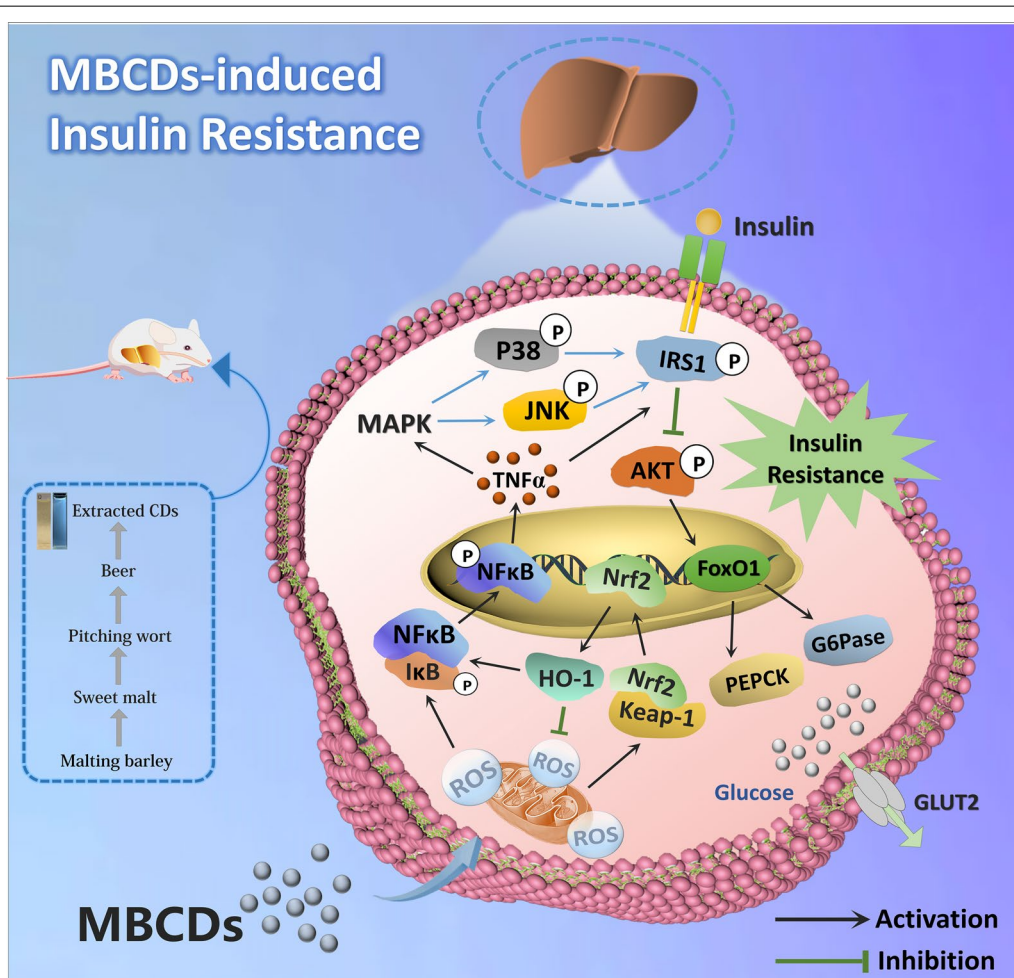 MBCDs-induced
Insulin Resistance
Insulin
P38
P
IRS1
P
MAPK
JNK
P
TNFα
AKT
P
Insulin
Resistance
Extracted CDs
Beer
Pitching wort
Sweet malt
Malting barley
P
NFκB
Nrf2
FoxO1
NFκB
IκB
P
HO-1
Nrf2
Keap-1
PEPCK
G6Pase
ROS
ROS
ROS
Glucose
GLUT2
MBCDs
Activation
Inhibition